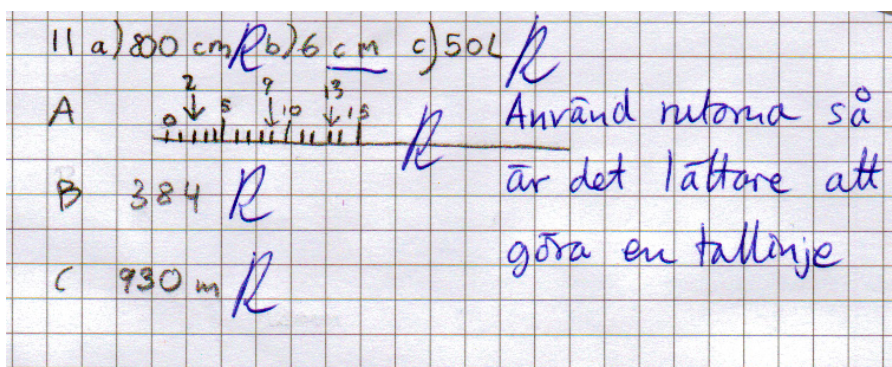 11 a) 800 cm R b) 6 cm c) 50 L R
2 9 13
A 0 5 10 15 R
B 384 R
C 930 m R
Använd rutorna så
är det lättare att
göra en tallinje